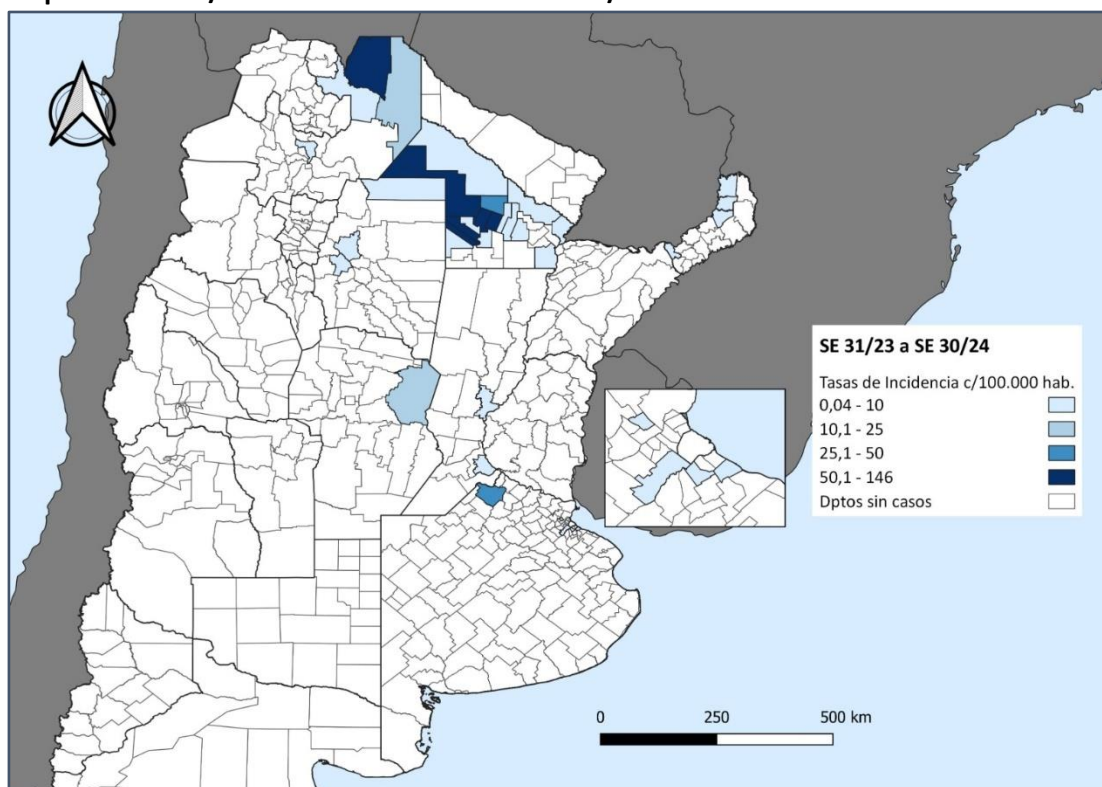 SE 31/23 a SE 30/24
Tasas de Incidencia c/100.000 hab.
0,04 - 10
10,1 - 25
25,1 - 50
50,1 - 146
Dptos sin casos
0 250 500 km